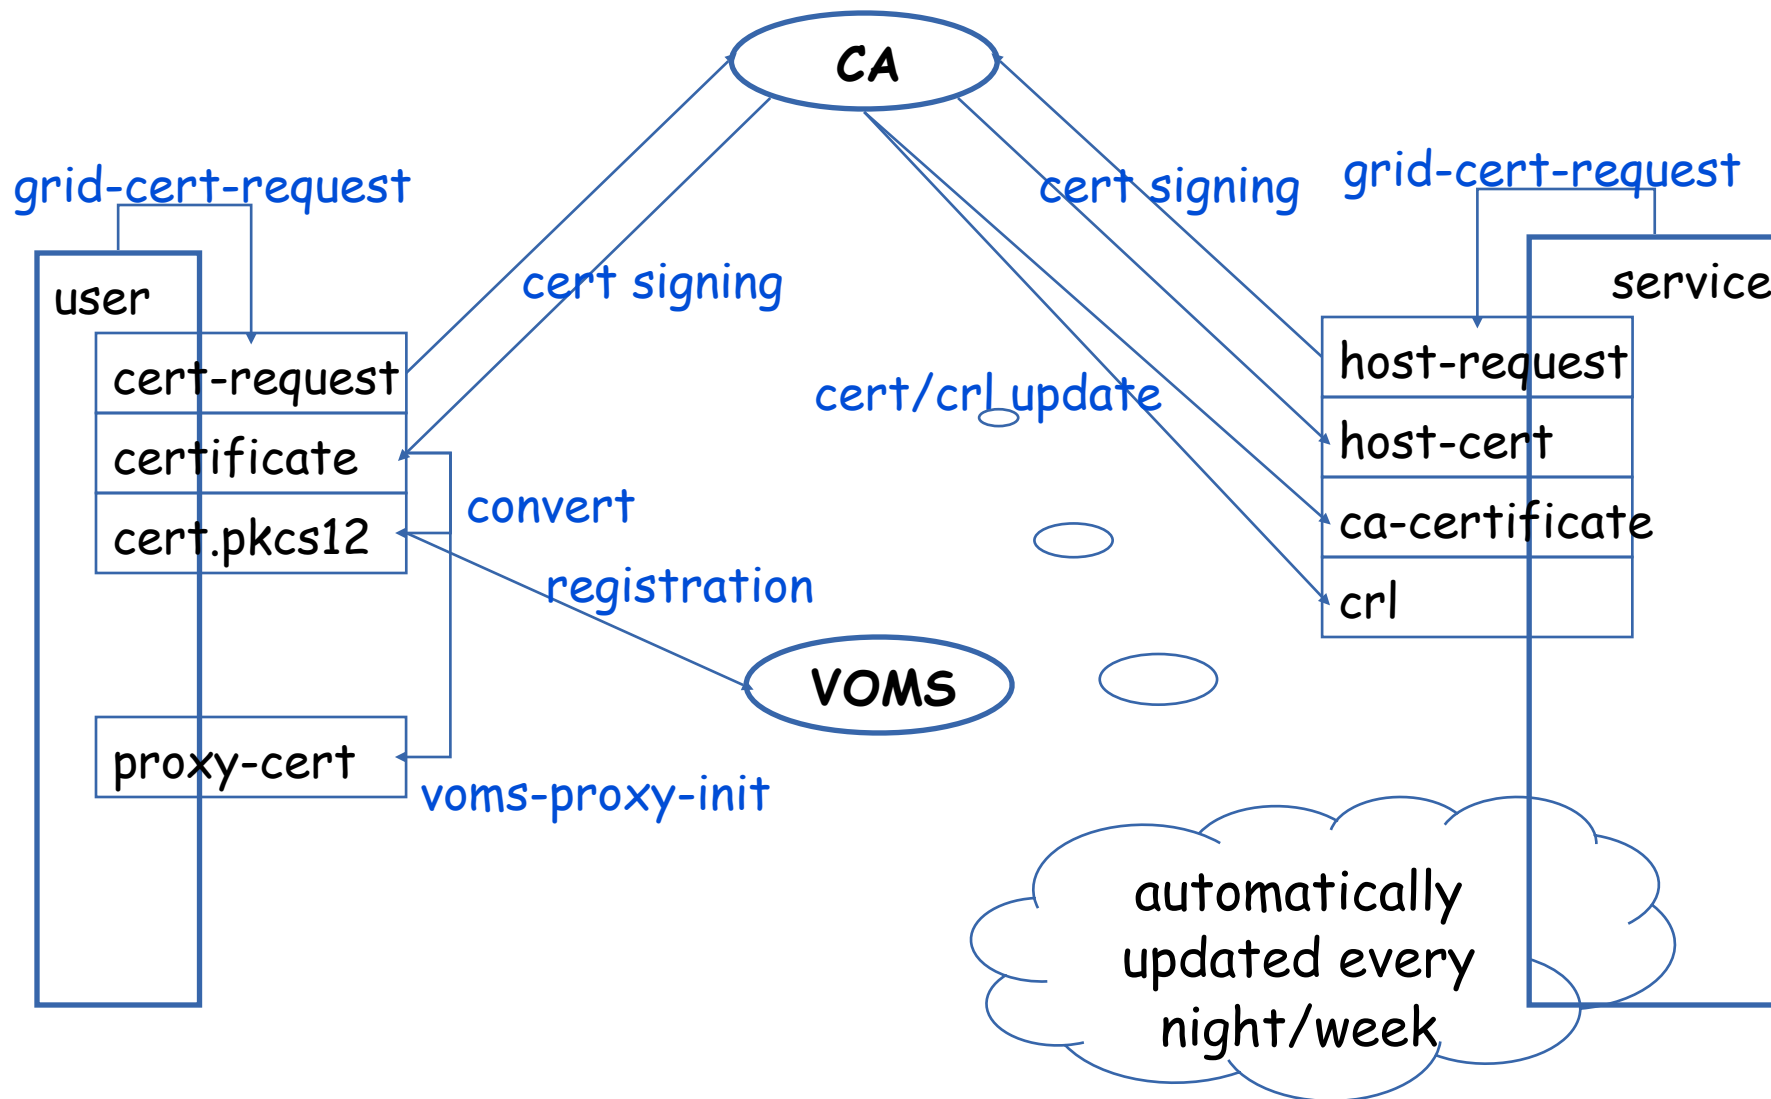 CA
grid-cert-request
cert signing
grid-cert-request
user
cert signing
service
cert-request
host-request
cert/crl update
certificate
host-cert
convert
cert.pkcs12
ca-certificate
registration
crl
VOMS
proxy-cert
voms-proxy-init
automatically
updated every
night/week